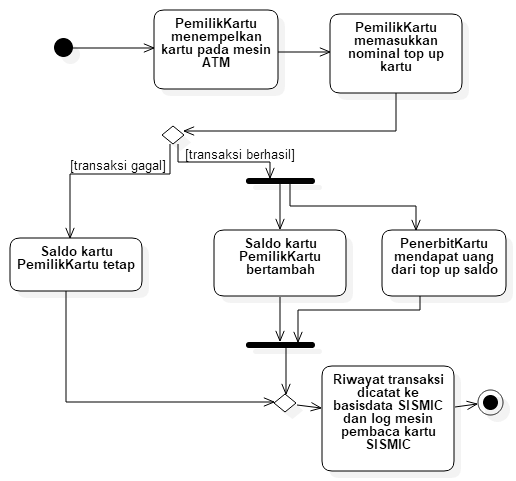 PemilikKartu
menempelkan
kartu pada mesin
ATM
PemilikKartu
memasukkan
nominal top up
kartu
[transaksi berhasil]
[transaksi gagal]
Saldo kartu
PemilikKartu tetap
Saldo kartu
PemilikKartu
bertambah
PenerbitKartu
mendapat uang
dari top up saldo
Riwayat transaksi
dicatat ke
basisdata SISMIC
dan log mesin
pembaca kartu
SISMIC